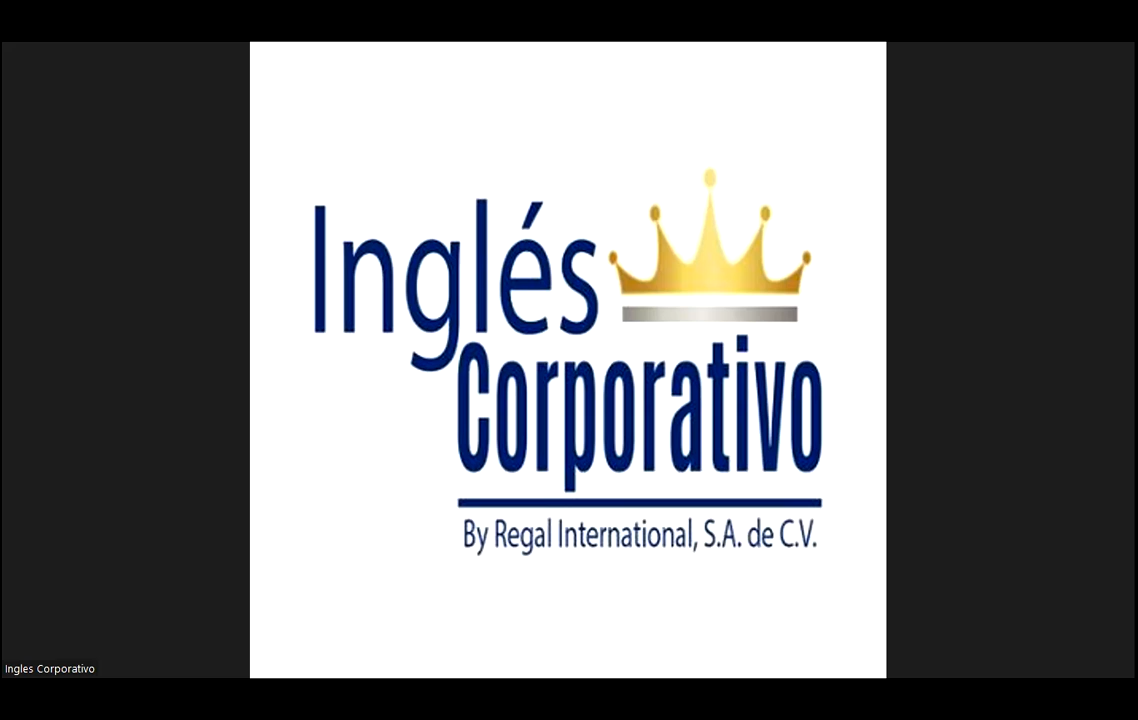 Inglés
Corporativo
By Regal International, S.A. de C.V.
Ingles Corporativo